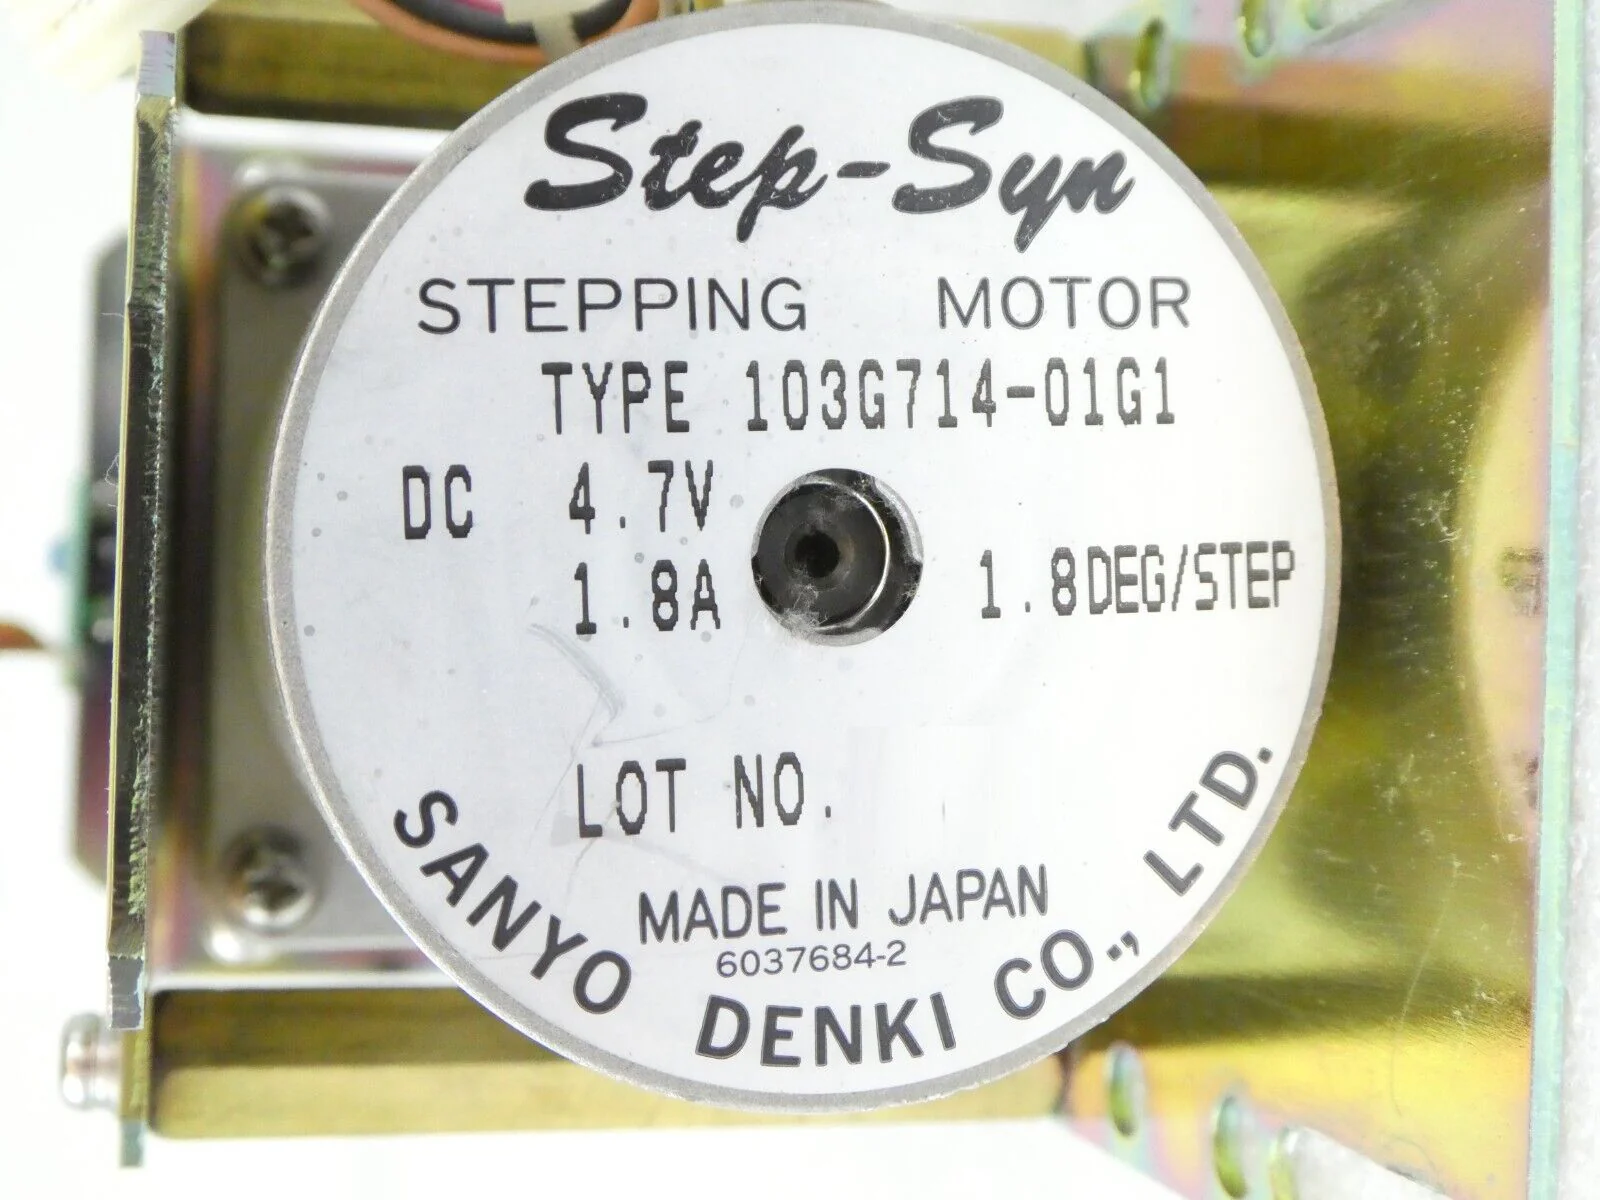 Step-Syn
STEPPING MOTOR
TYPE 103G714-01G1
DC 4.7V
1.8A 1.8DEG/STEP
LOT NO.
MADE IN JAPAN
6037684-2
SANYO DENKI CO., LTD.